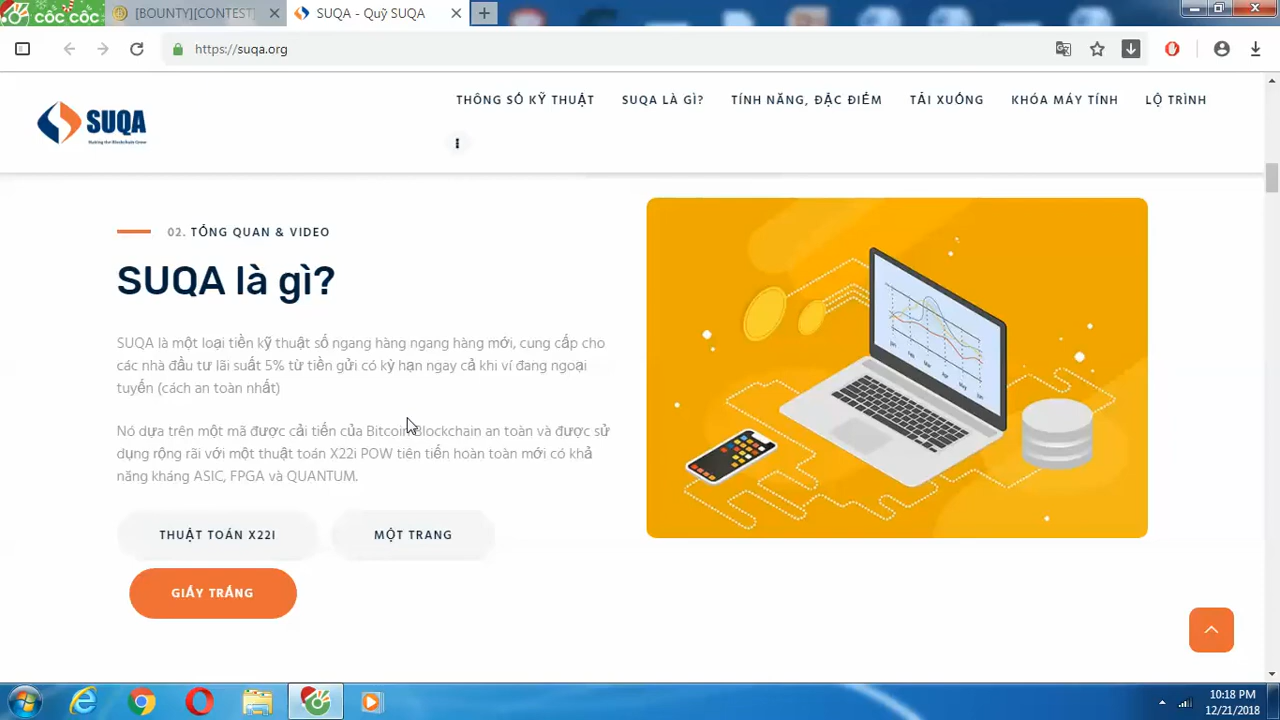 cốc cốc
[BOUNTY][CONTEST]
SUQA - Quỹ SUQA
https://suqa.org
SUQA
THÔNG SỐ KỸ THUẬT
SUQA LÀ GÌ?
TÍNH NĂNG, ĐẶC ĐIỂM
TẢI XUỐNG
KHÓA MÁY TÍNH
LỘ TRÌNH
02. TỔNG QUAN & VIDEO
SUQA là gì?
SUQA là một loại tiền kỹ thuật số ngang hàng ngang hàng mới, cung cấp cho
các nhà đầu tư lãi suất 5% từ tiền gửi có kỳ hạn ngay cả khi ví đang ngoại
tuyến (cách an toàn nhất)
Nó dựa trên một mã được cải tiến của Bitcoin Blockchain an toàn và được sử
dụng rộng rãi với một thuật toán X22i POW tiên tiến hoàn toàn mới có khả
năng kháng ASIC, FPGA và QUANTUM.
THUẬT TOÁN X22I
MỘT TRANG
GIẤY TRẮNG
10:18 PM
12/21/2018